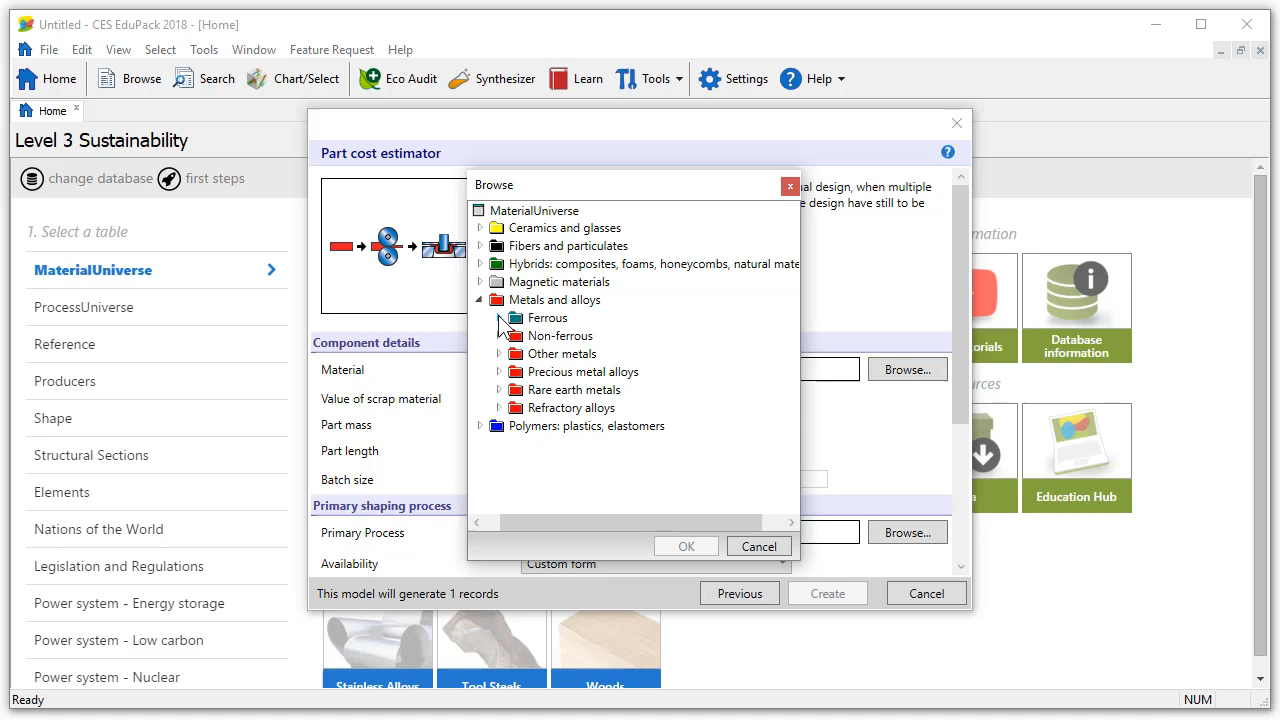 Untitled - CES EduPack 2018 - [Home]
File Edit View Select Tools Window Feature Request Help
Home Browse Search Chart/Select Eco Audit Synthesizer Learn Tools Settings Help
Home
Level 3 Sustainability
change database first steps
1. Select a table
MaterialUniverse
ProcessUniverse
Reference
Producers
Shape
Structural Sections
Elements
Nations of the World
Legislation and Regulations
Power system - Energy storage
Power system - Low carbon
Power system - Nuclear
Part cost estimator
ual design, when multiple
e design have still to be
Component details
Material Browse...
Value of scrap material
Part mass
Part length
Batch size
Primary shaping process
Primary Process Browse...
Availability Custom form
This model will generate 1 records Previous Create Cancel
Browse
MaterialUniverse
Ceramics and glasses
Fibers and particulates
Hybrids: composites, foams, honeycombs, natural mate
Magnetic materials
Metals and alloys
Ferrous
Non-ferrous
Other metals
Precious metal alloys
Rare earth metals
Refractory alloys
Polymers: plastics, elastomers
OK Cancel
mation
orials
Database information
urces
a
Education Hub
Stainless Alloys Tool Steels Woods
Ready NUM